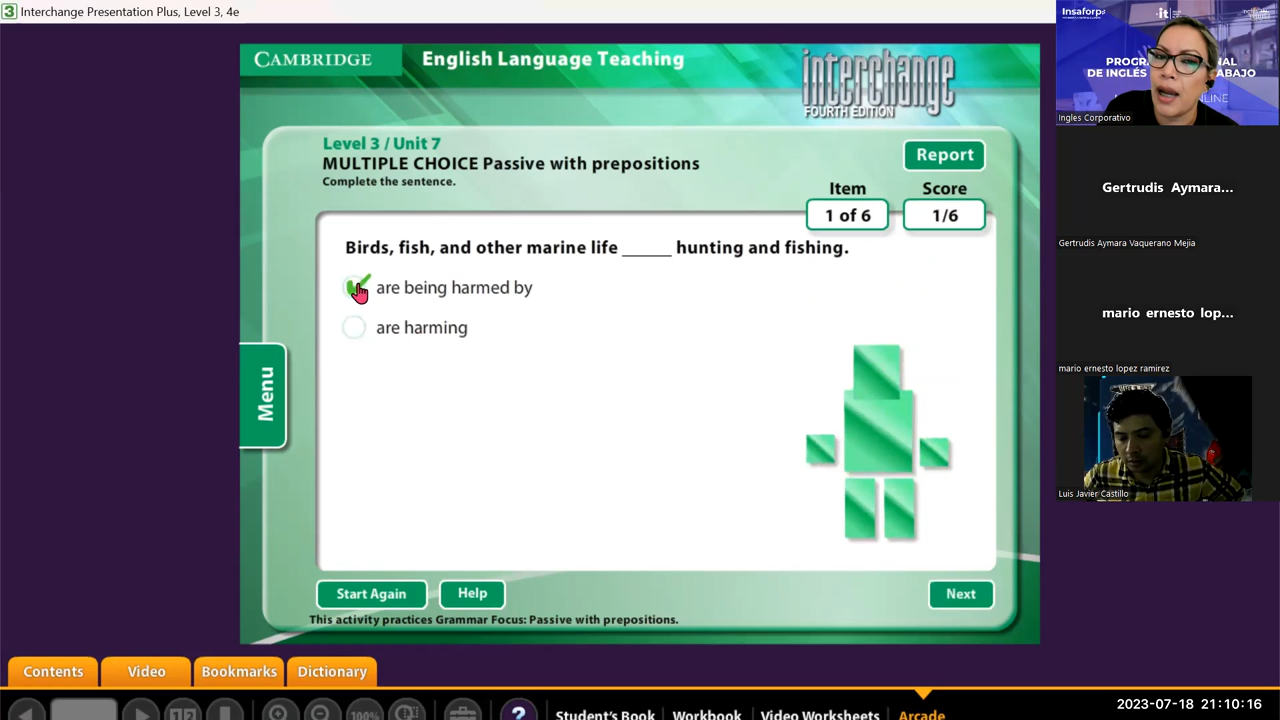 Interchange Presentation Plus, Level 3, 4e
CAMBRIDGE
English Language Teaching
interchange
FOURTH EDITION
Level 3 / Unit 7
MULTIPLE CHOICE Passive with prepositions
Complete the sentence.
Report
Item
Score
1 of 6
1/6
Birds, fish, and other marine life _____ hunting and fishing.
are being harmed by
are harming
Menu
Start Again
Help
Next
This activity practices Grammar Focus: Passive with prepositions.
Contents
Video
Bookmarks
Dictionary
100%
?
Student's Book
Workbook
Video Worksheets
Arcade
Insaforp
·it
Ingles Corporativo
Gertrudis Aymara...
Gertrudis Aymara Vaquerano Mejia
mario ernesto lop...
mario ernesto lopez ramirez
Luis Javier Castillo
2023-07-18 21:10:16